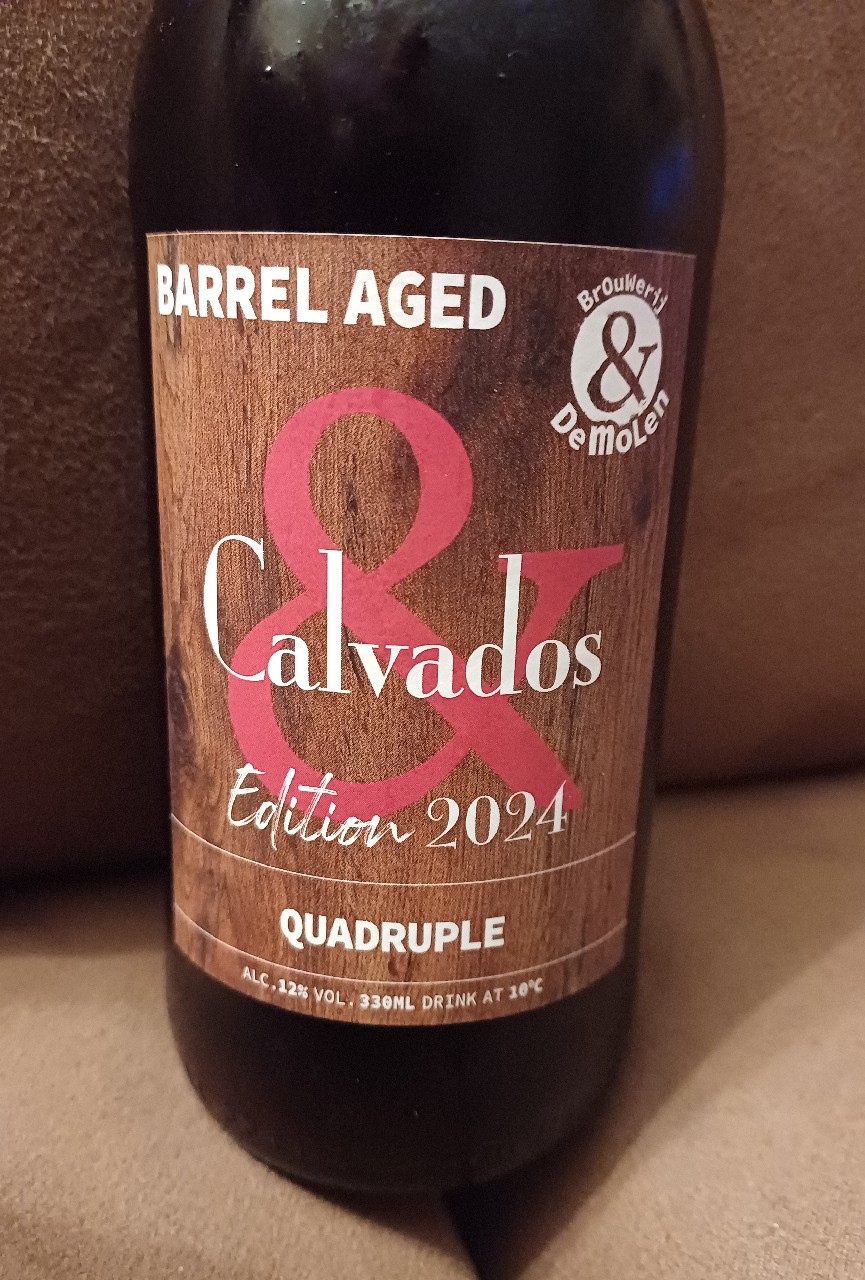 BARREL AGED
BrOuWerij
&
DeMoLen
&
Calvados
Edition 2024
QUADRUPLE
ALC.12% VOL. 330ML DRINK AT 10°C